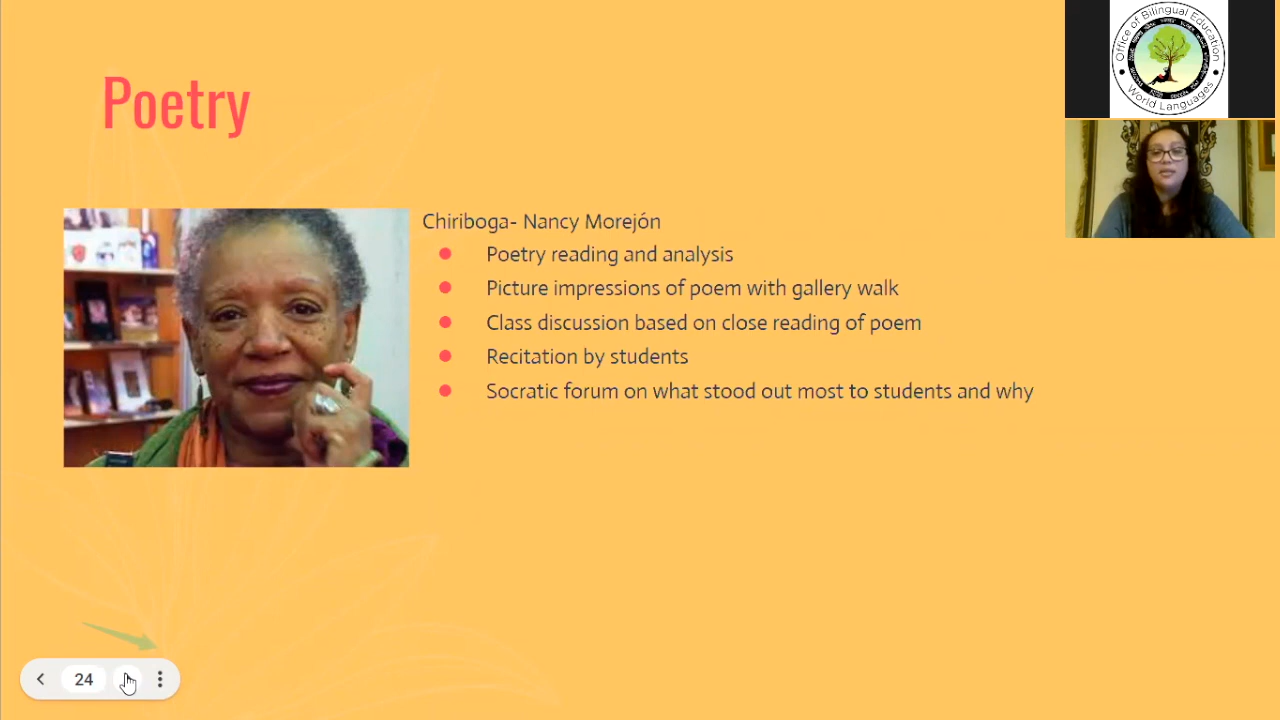 Poetry
Chiriboga- Nancy Morejón
Poetry reading and analysis
Picture impressions of poem with gallery walk
Class discussion based on close reading of poem
Recitation by students
Socratic forum on what stood out most to students and why
24
Office of Bilingual Education
World Languages